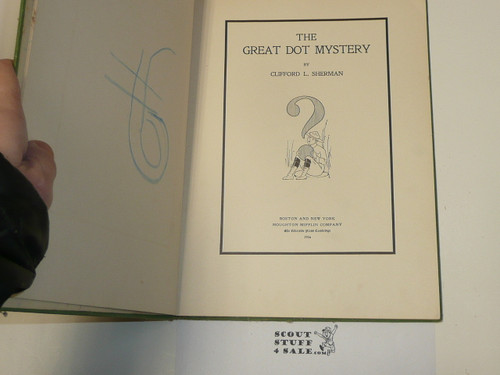 THE
GREAT DOT MYSTERY
BY
CLIFFORD L. SHERMAN
?
BOSTON AND NEW YORK
HOUGHTON MIFFLIN COMPANY
The Riverside Press Cambridge
SCOUT
STUFF
4 SALE.com